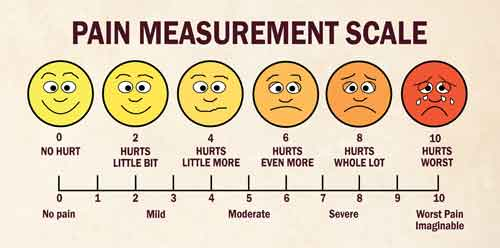 PAIN MEASUREMENT SCALE
0 2 4 6 8 10
NO HURT HURTS LITTLE BIT HURTS LITTLE MORE HURTS EVEN MORE HURTS WHOLE LOT HURTS WORST
0 1 2 3 4 5 6 7 8 9 10
No pain Mild Moderate Severe Worst Pain
Imaginable